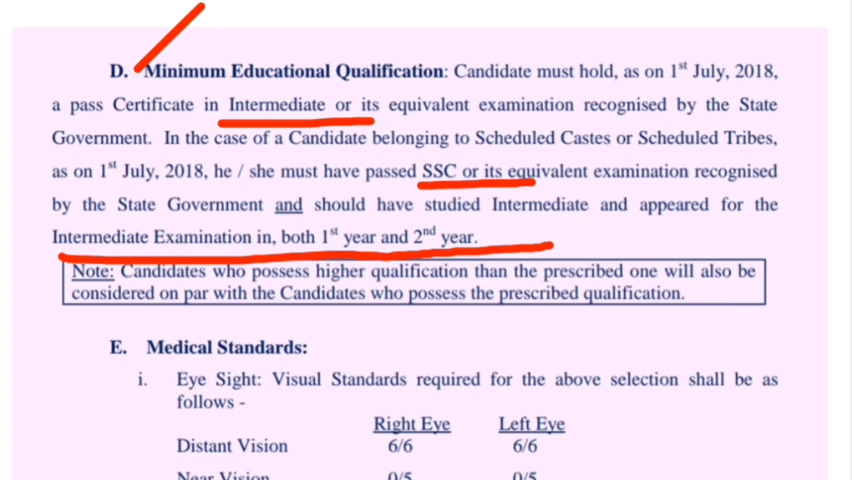 D. Minimum Educational Qualification: Candidate must hold, as on 1st July, 2018,
a pass Certificate in Intermediate or its equivalent examination recognised by the State
Government. In the case of a Candidate belonging to Scheduled Castes or Scheduled Tribes,
as on 1st July, 2018, he / she must have passed SSC or its equivalent examination recognised
by the State Government and should have studied Intermediate and appeared for the
Intermediate Examination in, both 1st year and 2nd year.
Note: Candidates who possess higher qualification than the prescribed one will also be
considered on par with the Candidates who possess the prescribed qualification.
E. Medical Standards:
i. Eye Sight: Visual Standards required for the above selection shall be as
follows -
Right Eye Left Eye
Distant Vision 6/6 6/6
Near Vision 0/5 0/5